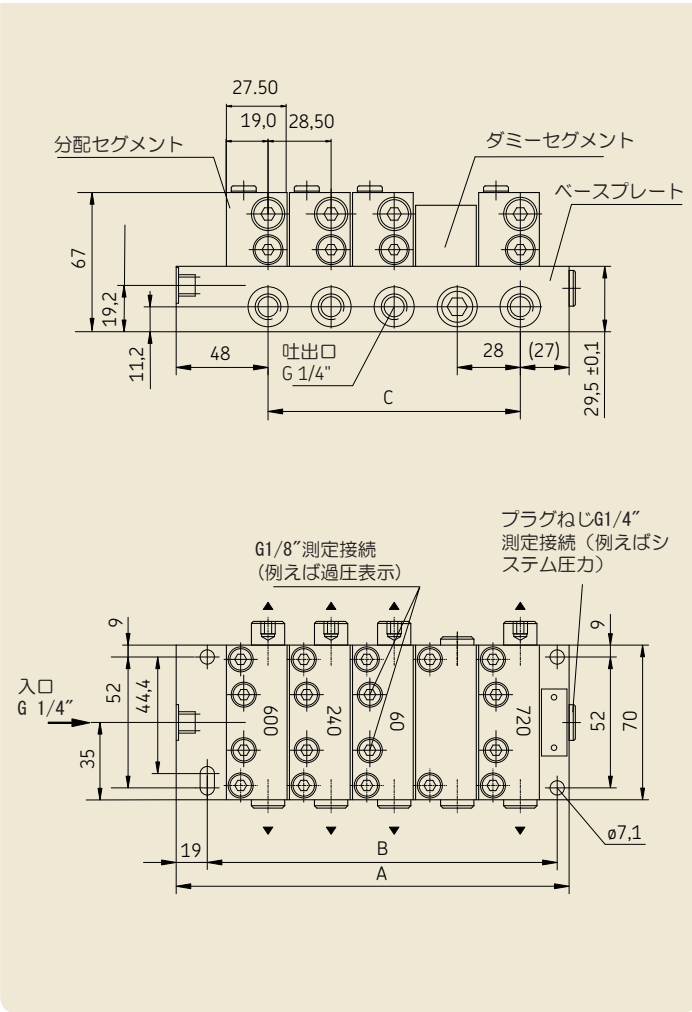 27.50
19,0
28,50
分配セグメント
ダミーセグメント
ベースプレート
67
19,2
11,2
48
吐出口
G 1/4"
28
(27)
29,5 ±0,1
C
プラグねじG1/4″
測定接続（例えばシ
ステム圧力）
G1/8″測定接続
（例えば過圧表示）
9
9
入口
G 1/4″
52
44,4
35
600
240
60
720
52
70
19
B
A
ø7,1